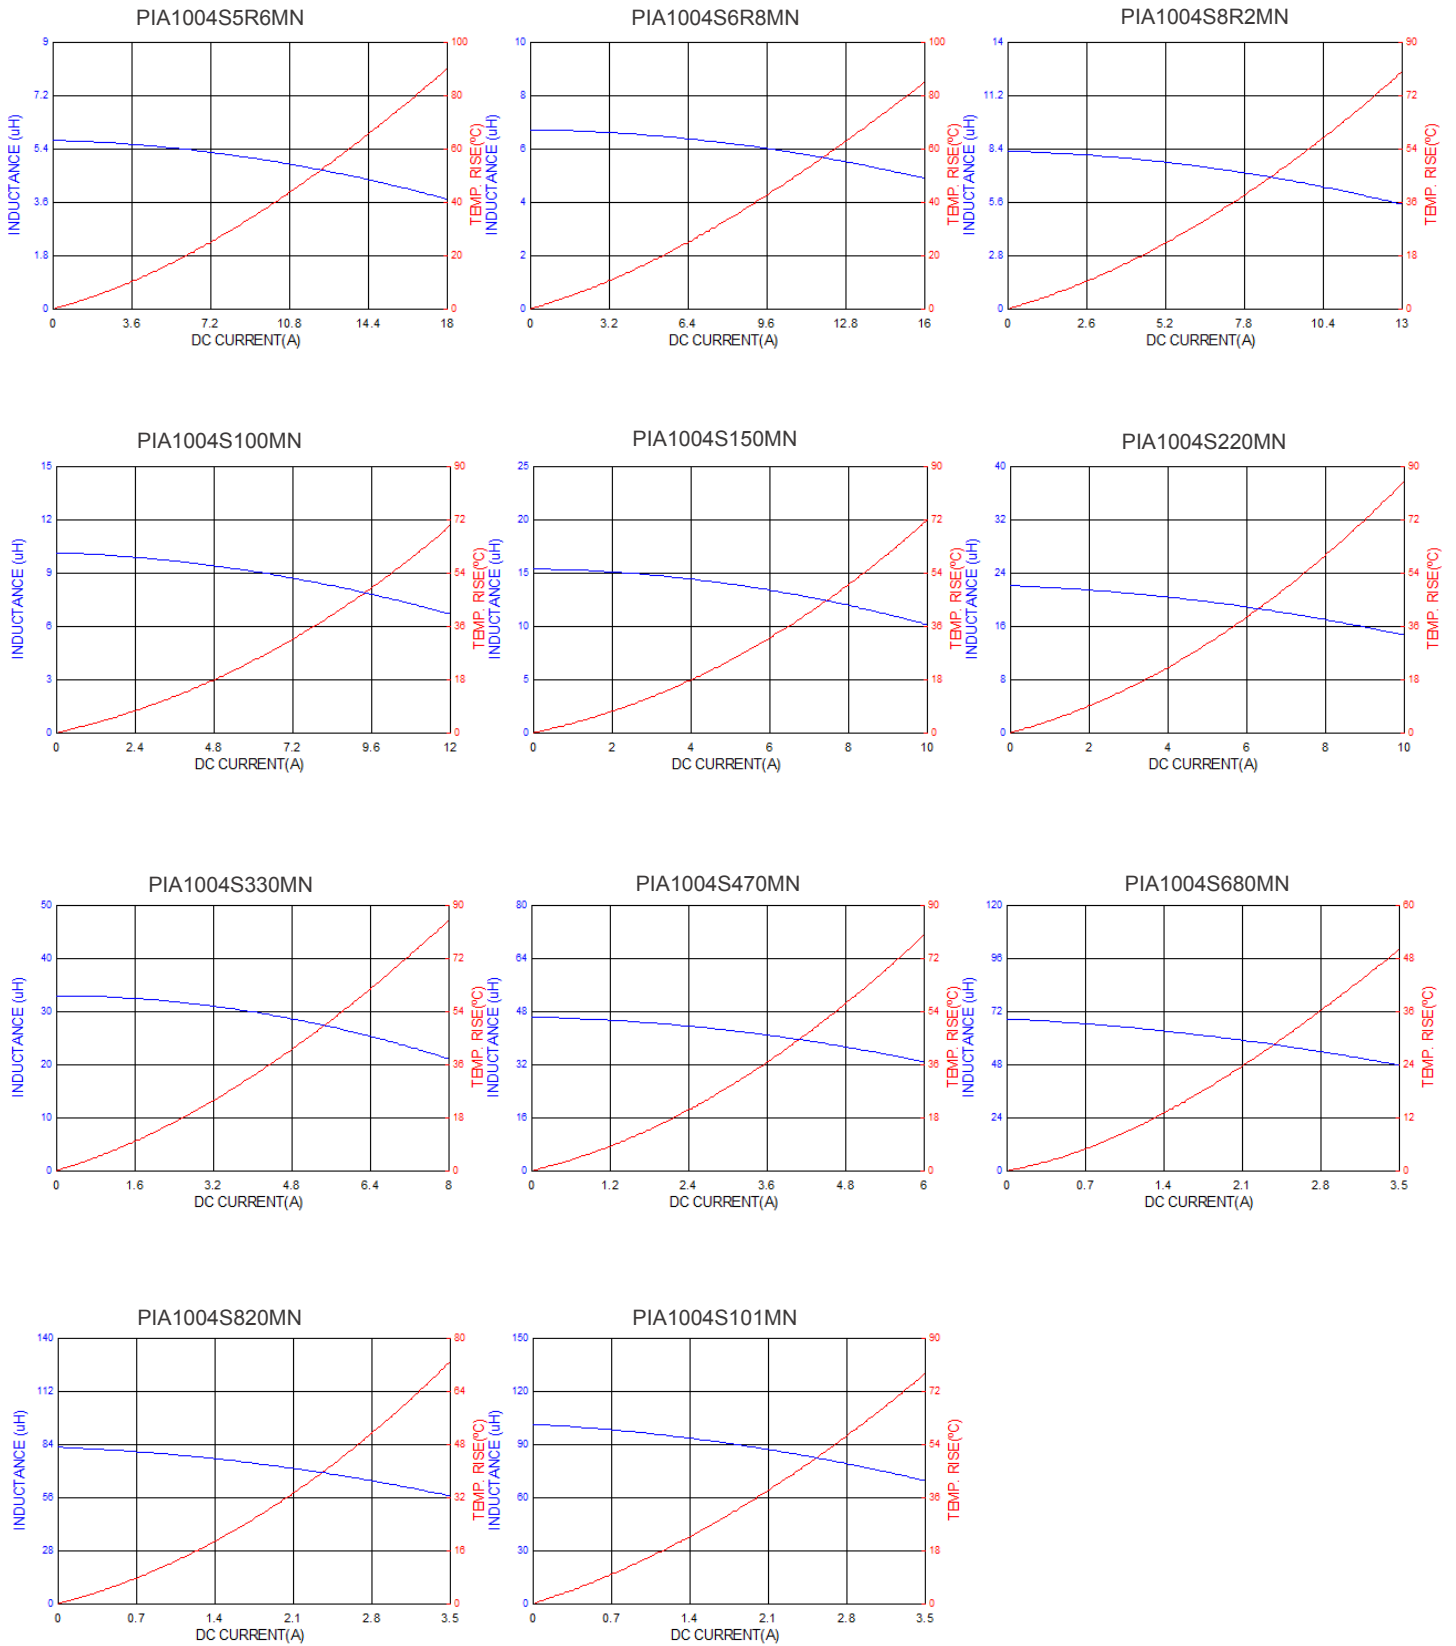 PIA1004S5R6MN
9
7.2
5.4
3.6
1.8
0
100
80
60
40
20
0
0 3.6 7.2 10.8 14.4 18
INDUCTANCE (uH)
TEMP. RISE(ºC)
DC CURRENT(A)
PIA1004S6R8MN
10
8
6
4
2
0
100
80
60
40
20
0
0 3.2 6.4 9.6 12.8 16
INDUCTANCE (uH)
TEMP. RISE(ºC)
DC CURRENT(A)
PIA1004S8R2MN
14
11.2
8.4
5.6
2.8
0
90
72
54
36
18
0
0 2.6 5.2 7.8 10.4 13
INDUCTANCE (uH)
TEMP. RISE(ºC)
DC CURRENT(A)
PIA1004S100MN
15
12
9
6
3
0
90
72
54
36
18
0
0 2.4 4.8 7.2 9.6 12
INDUCTANCE (uH)
TEMP. RISE(ºC)
DC CURRENT(A)
PIA1004S150MN
25
20
15
10
5
0
90
72
54
36
18
0
0 2 4 6 8 10
INDUCTANCE (uH)
TEMP. RISE(ºC)
DC CURRENT(A)
PIA1004S220MN
40
32
24
16
8
0
90
72
54
36
18
0
0 2 4 6 8 10
INDUCTANCE (uH)
TEMP. RISE(ºC)
DC CURRENT(A)
PIA1004S330MN
50
40
30
20
10
0
90
72
54
36
18
0
0 1.6 3.2 4.8 6.4 8
INDUCTANCE (uH)
TEMP. RISE(ºC)
DC CURRENT(A)
PIA1004S470MN
80
64
48
32
16
0
90
72
54
36
18
0
0 1.2 2.4 3.6 4.8 6
INDUCTANCE (uH)
TEMP. RISE(ºC)
DC CURRENT(A)
PIA1004S680MN
120
96
72
48
24
0
60
48
36
24
12
0
0 0.7 1.4 2.1 2.8 3.5
INDUCTANCE (uH)
TEMP. RISE(ºC)
DC CURRENT(A)
PIA1004S820MN
140
112
84
56
28
0
80
64
48
32
16
0
0 0.7 1.4 2.1 2.8 3.5
INDUCTANCE (uH)
TEMP. RISE(ºC)
DC CURRENT(A)
PIA1004S101MN
150
120
90
60
30
0
90
72
54
36
18
0
0 0.7 1.4 2.1 2.8 3.5
INDUCTANCE (uH)
TEMP. RISE(ºC)
DC CURRENT(A)